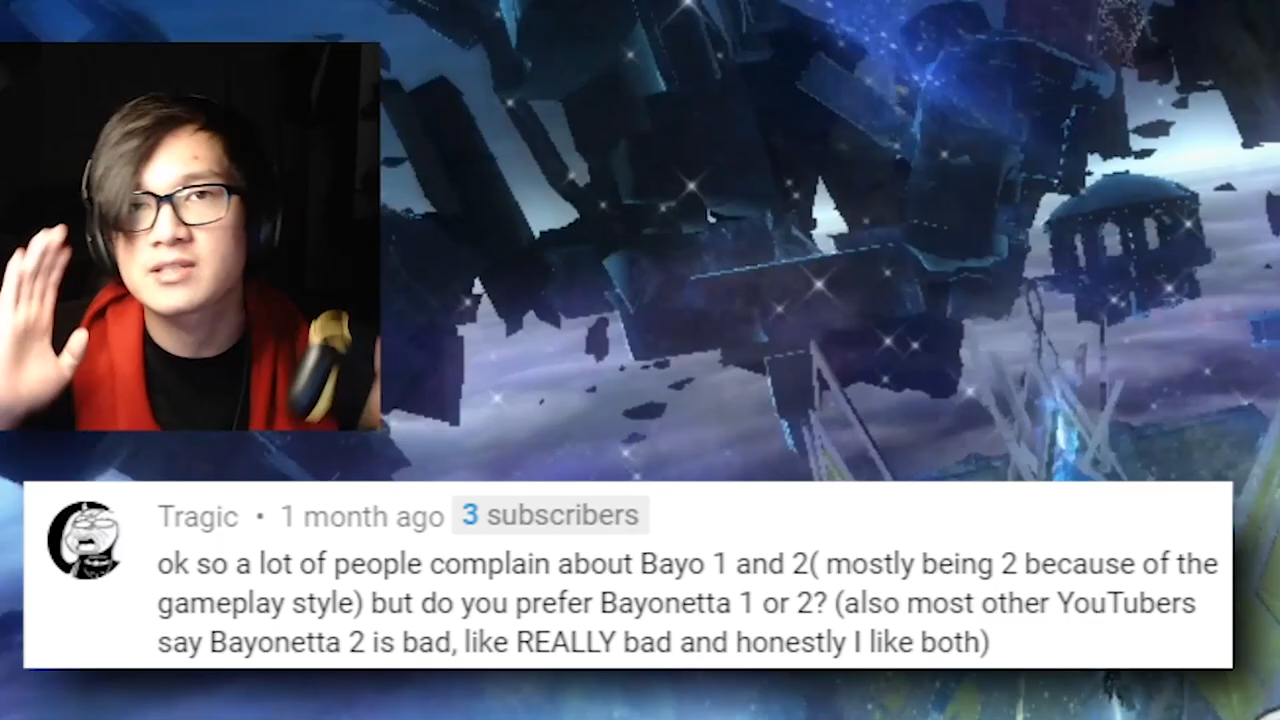 Tragic • 1 month ago 3 subscribers
ok so a lot of people complain about Bayo 1 and 2( mostly being 2 because of the
gameplay style) but do you prefer Bayonetta 1 or 2? (also most other YouTubers
say Bayonetta 2 is bad, like REALLY bad and honestly I like both)